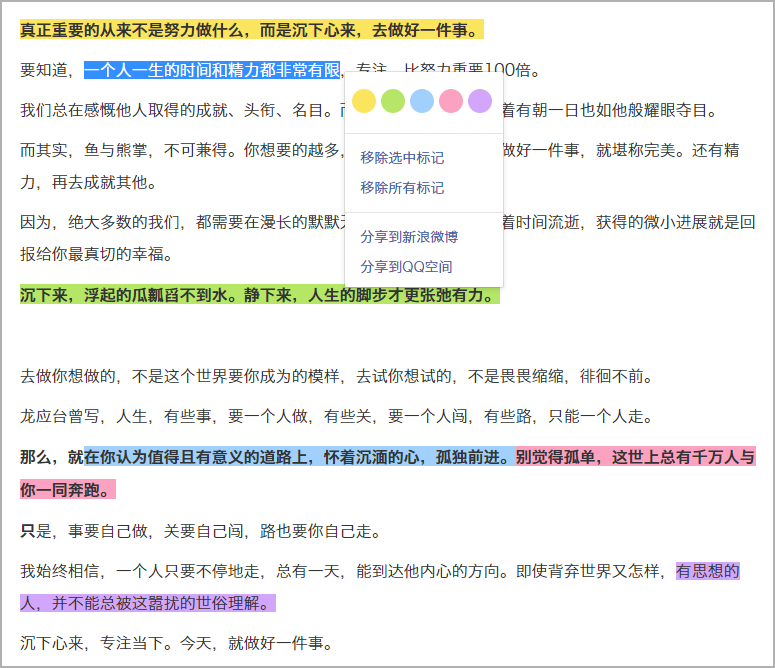 真正重要的从来不是努力做什么，而是沉下心来，去做好一件事。
要知道，一个人一生的时间和精力都非常有限，专注，比努力重要100倍。
我们总在感慨他人取得的成就、头衔、名目。而 着有朝一日也如他般耀眼夺目。
而其实，鱼与熊掌，不可兼得。你想要的越多， 做好一件事，就堪称完美。还有精
力，再去成就其他。
因为，绝大多数的我们，都需要在漫长的默默无 着时间流逝，获得的微小进展就是回
报给你最真切的幸福。
移除选中标记
移除所有标记
分享到新浪微博
分享到QQ空间
沉下来，浮起的瓜瓢舀不到水。静下来，人生的脚步才更张弛有力。
去做你想做的，不是这个世界要你成为的模样，去试你想试的，不是畏畏缩缩，徘徊不前。
龙应台曾写，人生，有些事，要一个人做，有些关，要一个人闯，有些路，只能一个人走。
那么，就在你认为值得且有意义的道路上，怀着沉湎的心，孤独前进。别觉得孤单，这世上总有千万人与
你一同奔跑。
只是，事要自己做，关要自己闯，路也要你自己走。
我始终相信，一个人只要不停地走，总有一天，能到达他内心的方向。即使背弃世界又怎样，有思想的
人，并不能总被这嚣扰的世俗理解。
沉下心来，专注当下。今天，就做好一件事。